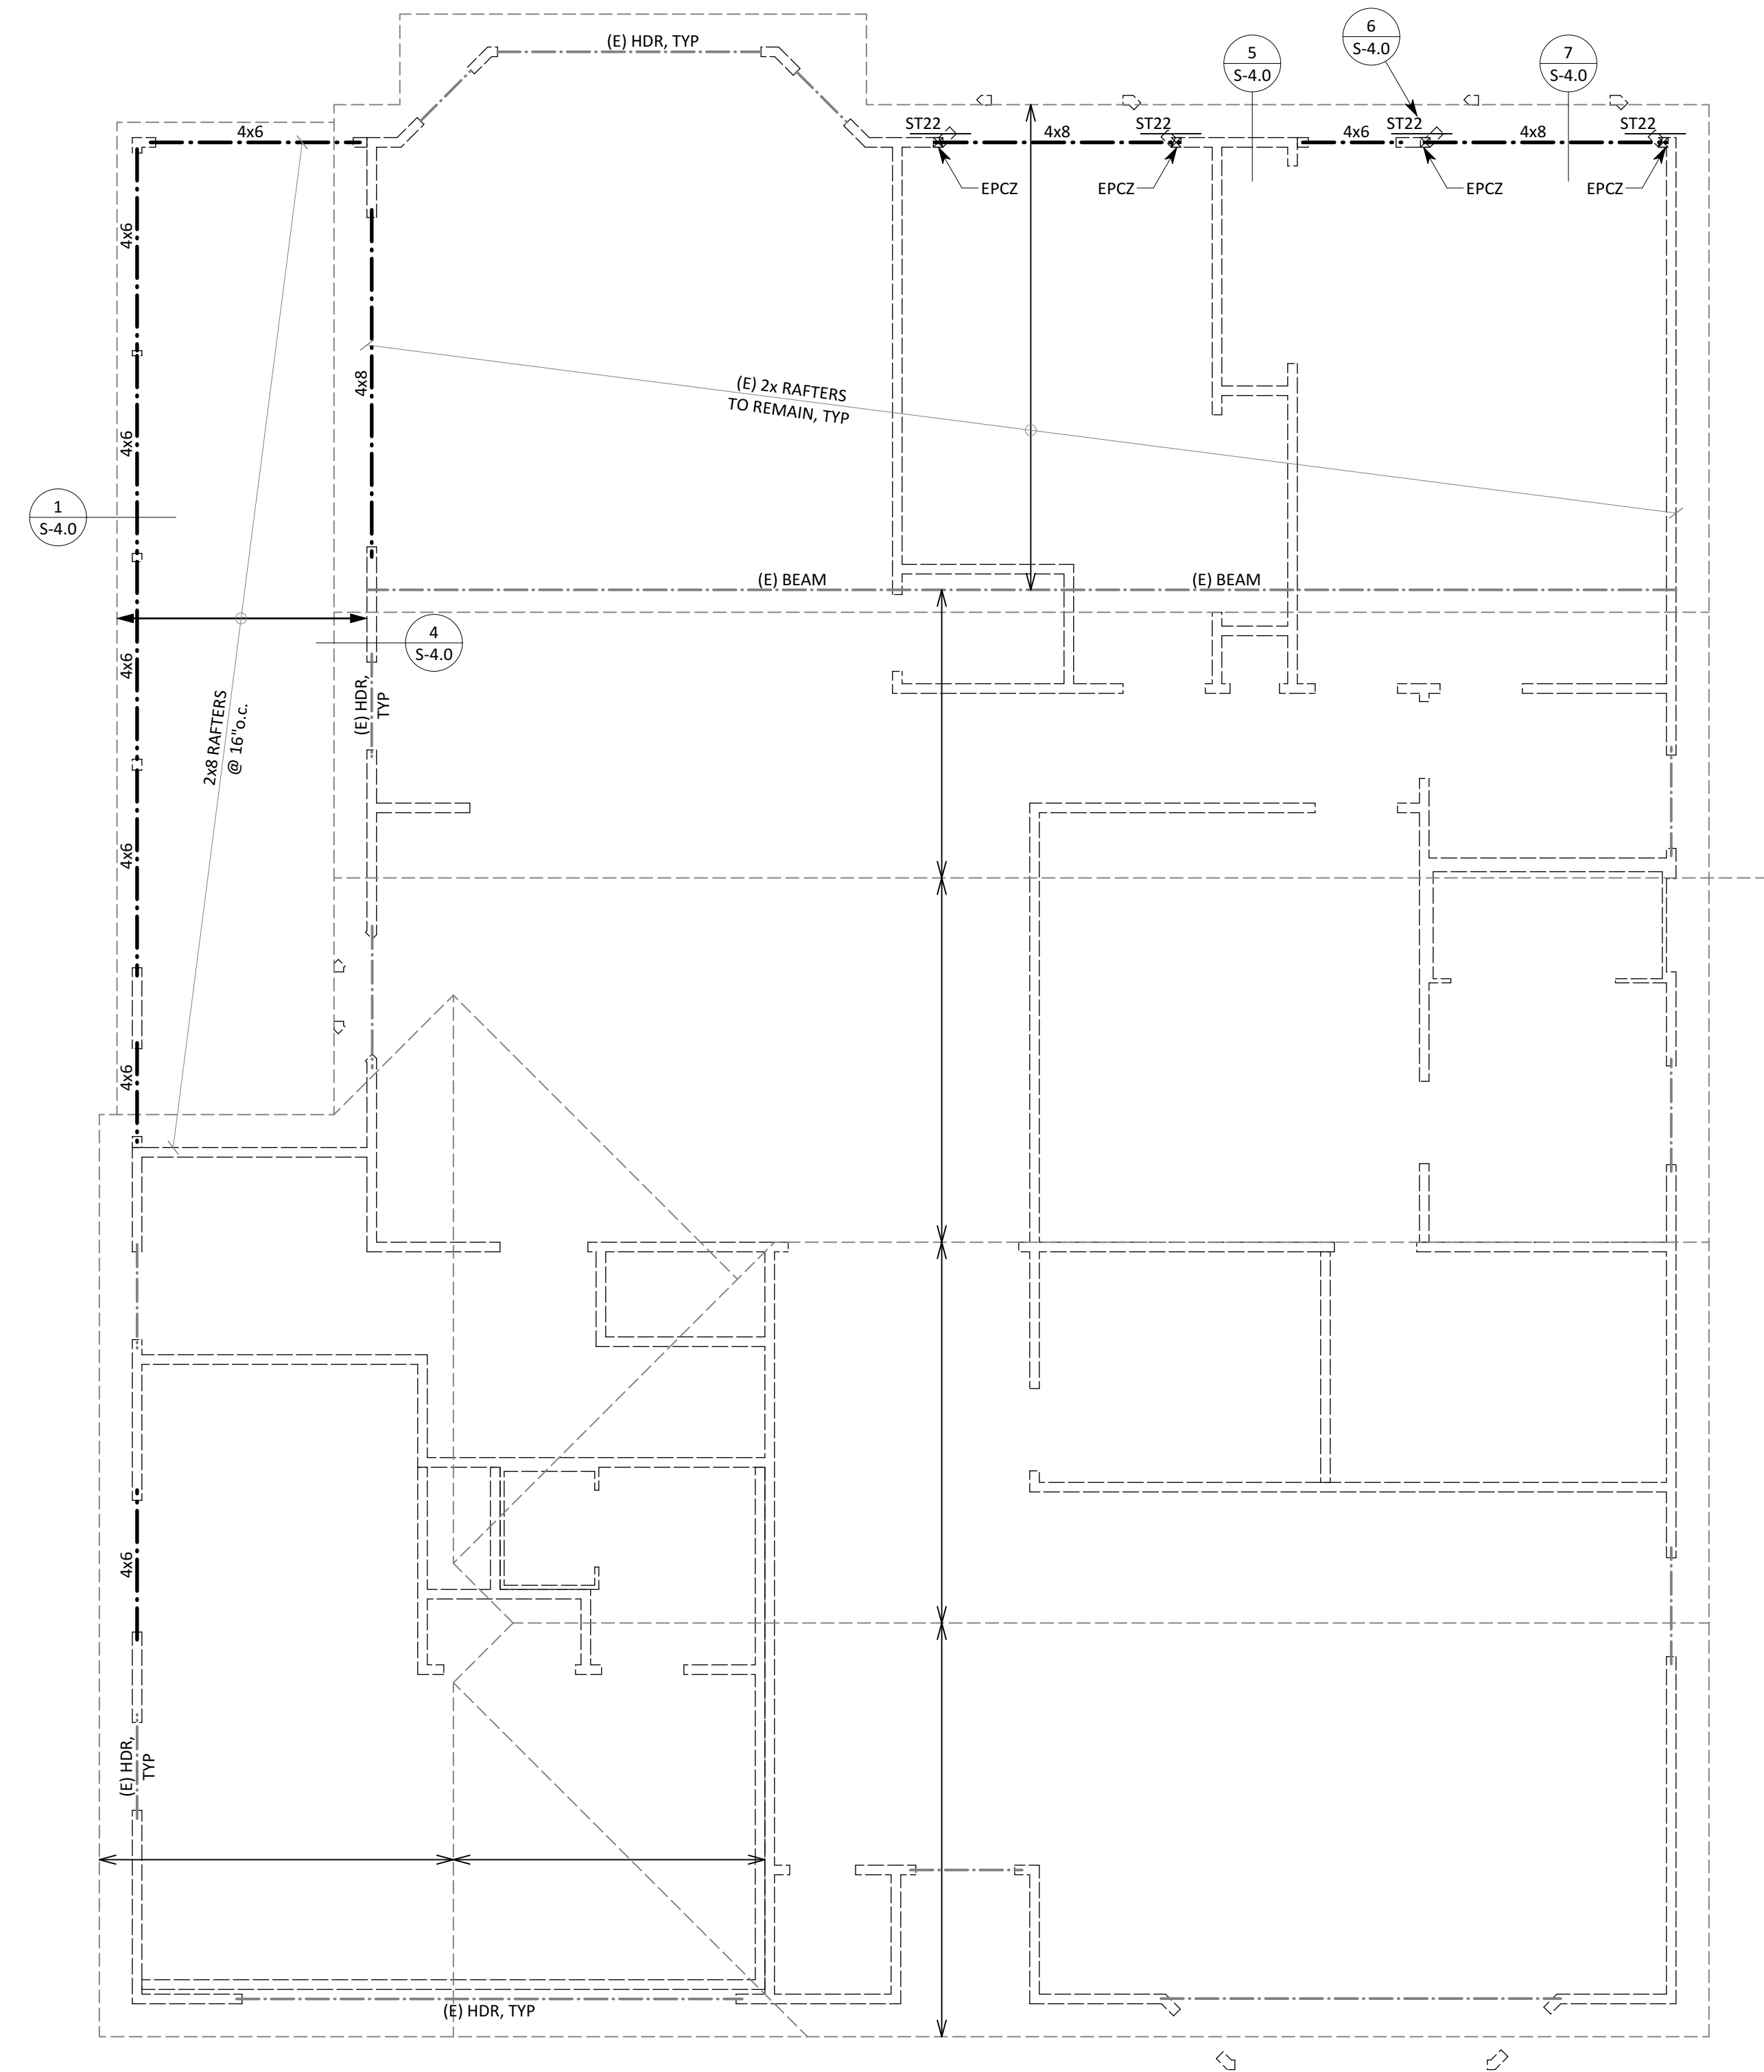 (E) HDR, TYP
6
S-4.0
5
S-4.0
7
S-4.0
ST22
ST22
ST22
ST22
4x6
4x8
4x6
4x8
EPCZ
EPCZ
EPCZ
EPCZ
4x6
4x8
(E) 2x RAFTERS
TO REMAIN, TYP
4x6
1
S-4.0
(E) BEAM
(E) BEAM
4
S-4.0
4x6
(E) HDR,
TYP
2x8 RAFTERS
@ 16"o.c.
4x6
4x6
4x6
(E) HDR,
TYP
(E) HDR, TYP